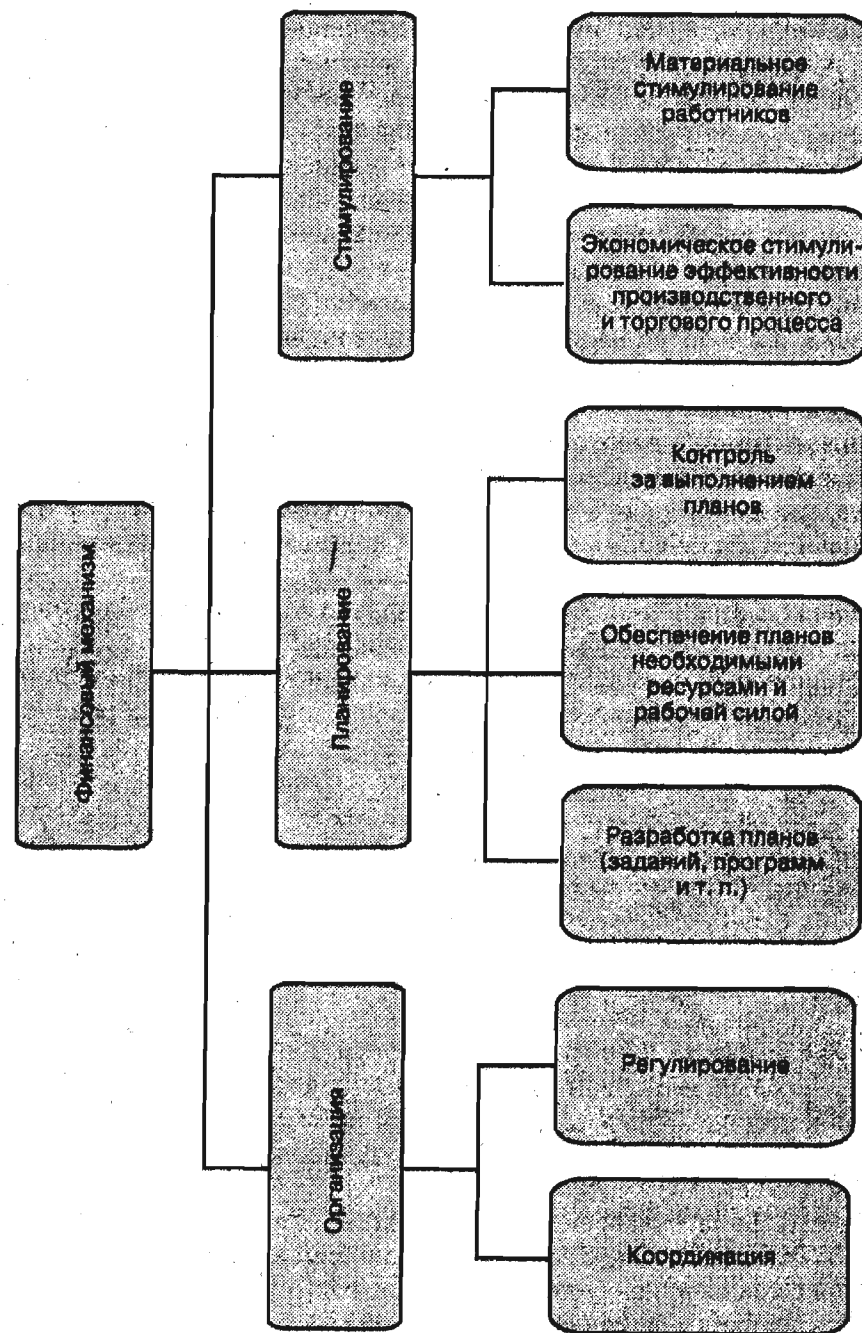 Финансовый механизм
Стимулирование
Планирование
Организация
Материальное
стимулирование
работников
Экономическое стимули-
рование эффективности
производственного
и торгового процесса
Контроль
за выполнением
планов
Обеспечение планов
необходимыми
ресурсами и
рабочей силой
Разработка планов
(заданий, программ
и т. п.)
Регулирование
Координация